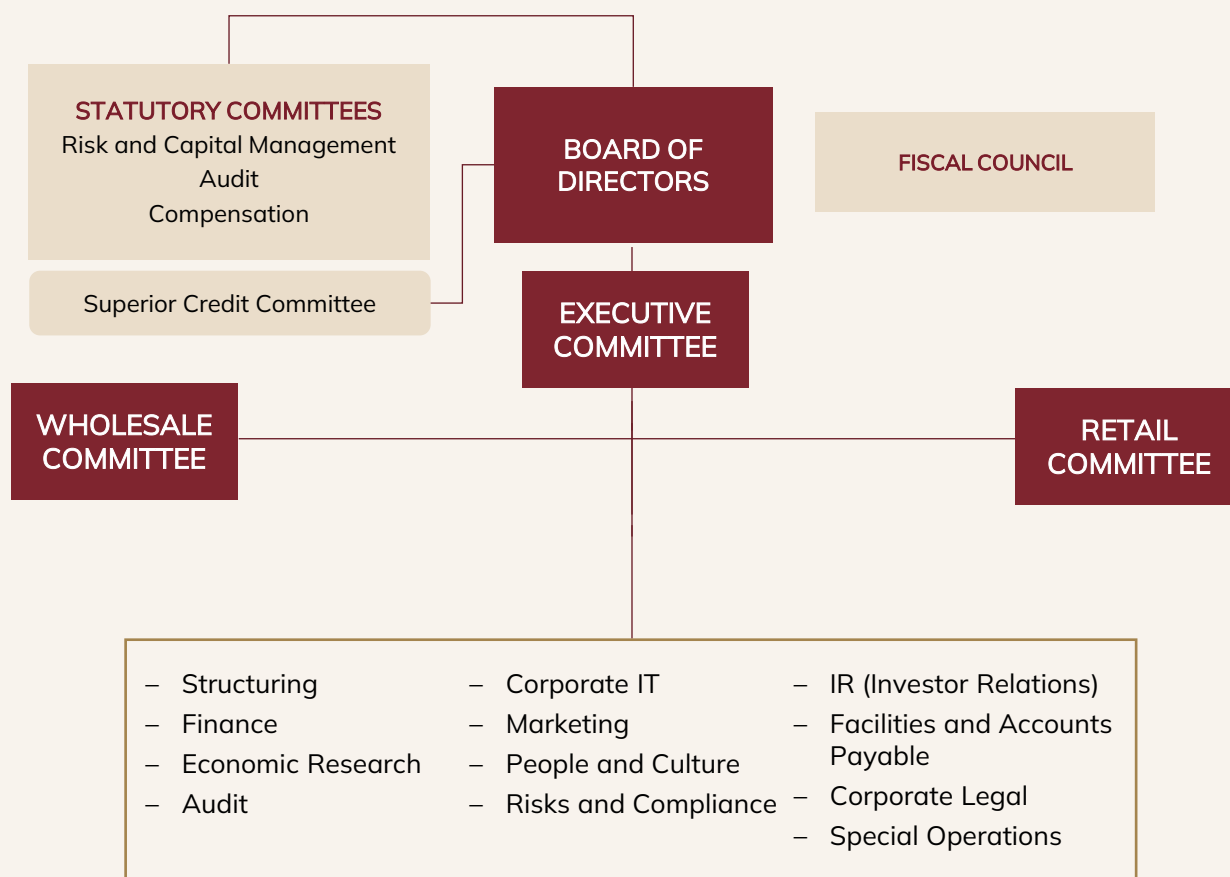 STATUTORY COMMITTEES
Risk and Capital Management
Audit
Compensation
Superior Credit Committee
BOARD OF
DIRECTORS
FISCAL COUNCIL
EXECUTIVE
COMMITTEE
WHOLESALE
COMMITTEE
RETAIL
COMMITTEE
– Structuring
– Finance
– Economic Research
– Audit
– Corporate IT
– Marketing
– People and Culture
– Risks and Compliance
– IR (Investor Relations)
– Facilities and Accounts
Payable
– Corporate Legal
– Special Operations